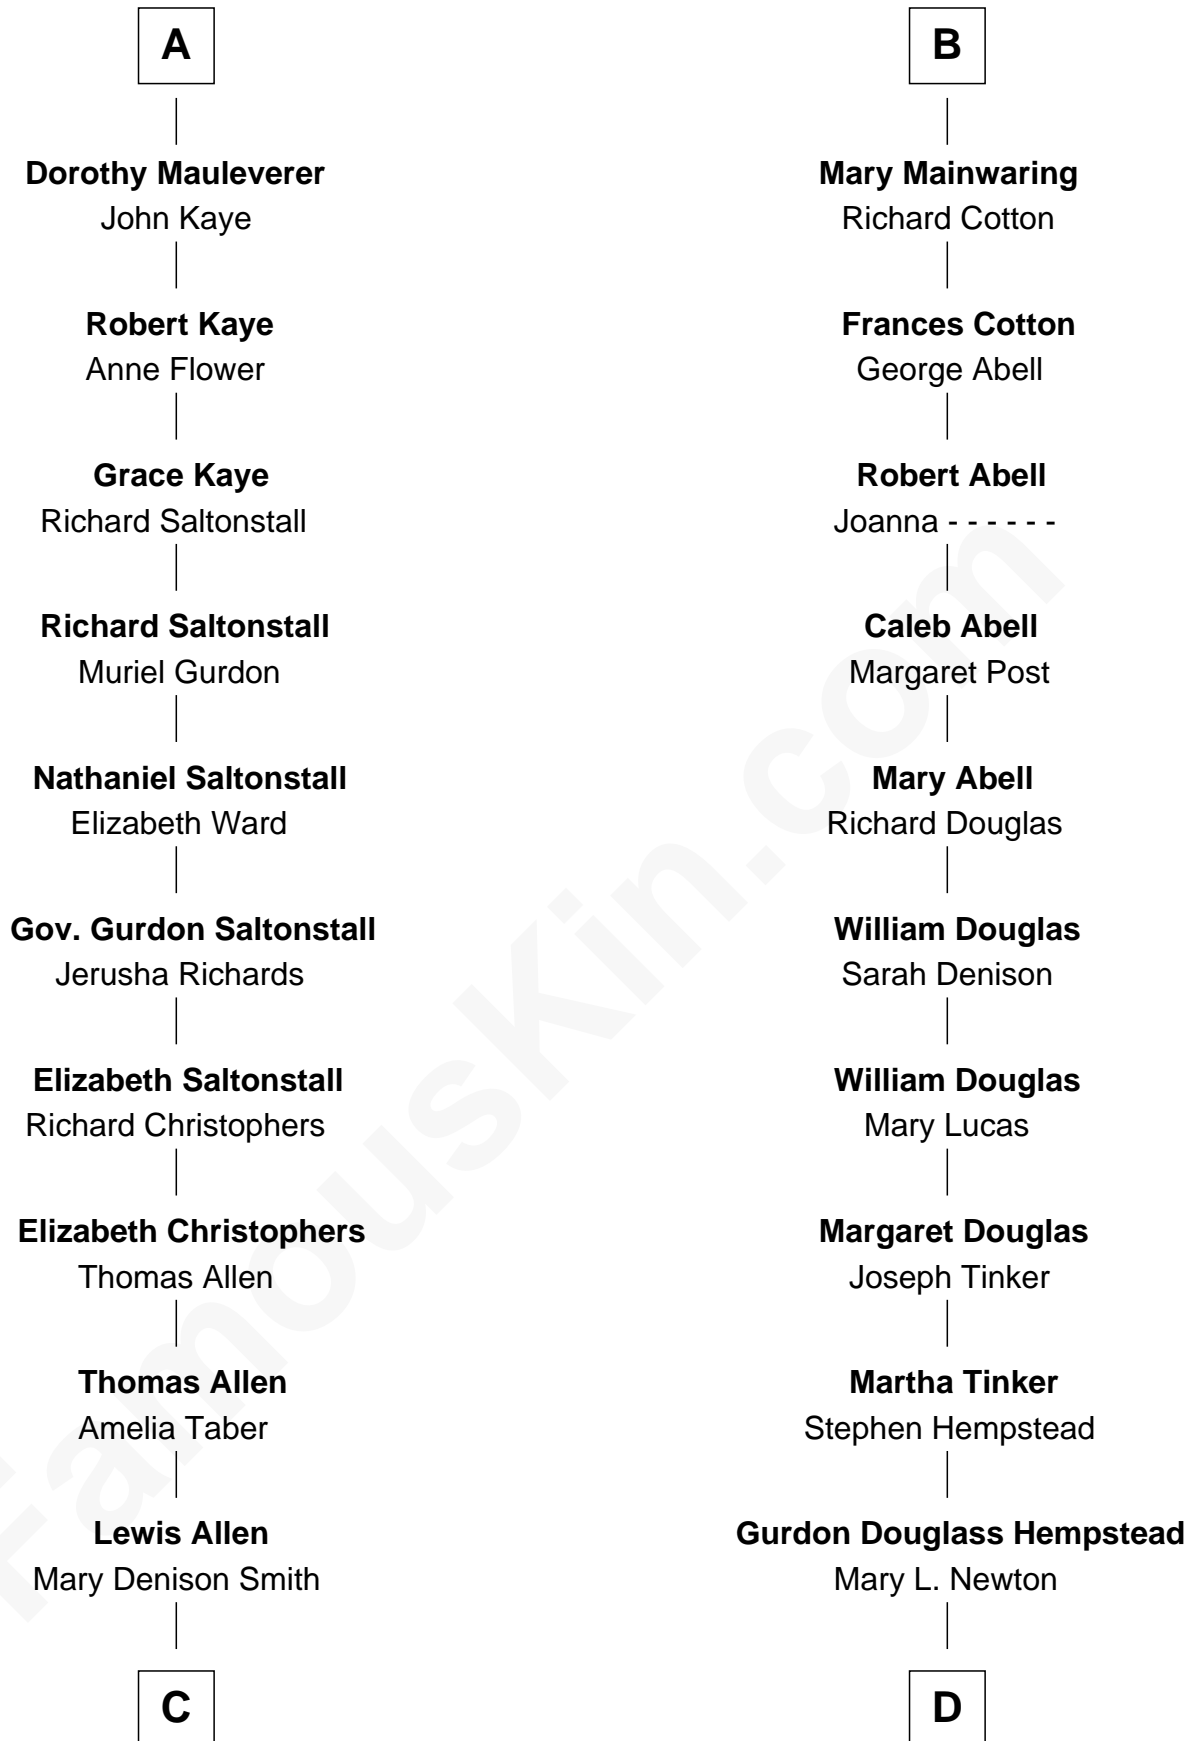 A
Dorothy Mauleverer
John Kaye
Robert Kaye
Anne Flower
Grace Kaye
Richard Saltonstall
Richard Saltonstall
Muriel Gurdon
Nathaniel Saltonstall
Elizabeth Ward
Gov. Gurdon Saltonstall
Jerusha Richards
Elizabeth Saltonstall
Richard Christophers
Elizabeth Christophers
Thomas Allen
Thomas Allen
Amelia Taber
Lewis Allen
Mary Denison Smith
C
B
Mary Mainwaring
Richard Cotton
Frances Cotton
George Abell
Robert Abell
Joanna - - - - - -
Caleb Abell
Margaret Post
Mary Abell
Richard Douglas
William Douglas
Sarah Denison
William Douglas
Mary Lucas
Margaret Douglas
Joseph Tinker
Martha Tinker
Stephen Hempstead
Gurdon Douglass Hempstead
Mary L. Newton
D
FamousKin.com